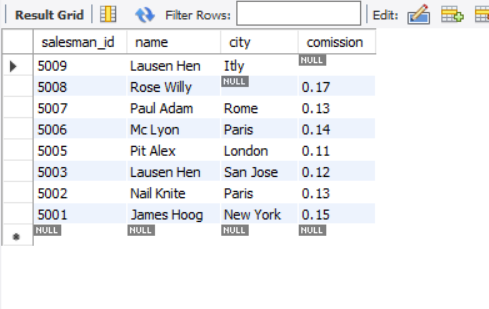 Result Grid Filter Rows: Edit:
salesman_id name city comission
5009 Lausen Hen Itly NULL
5008 Rose Willy NULL 0.17
5007 Paul Adam Rome 0.13
5006 Mc Lyon Paris 0.14
5005 Pit Alex London 0.11
5003 Lausen Hen San Jose 0.12
5002 Nail Knite Paris 0.13
5001 James Hoog New York 0.15
NULL NULL NULL NULL